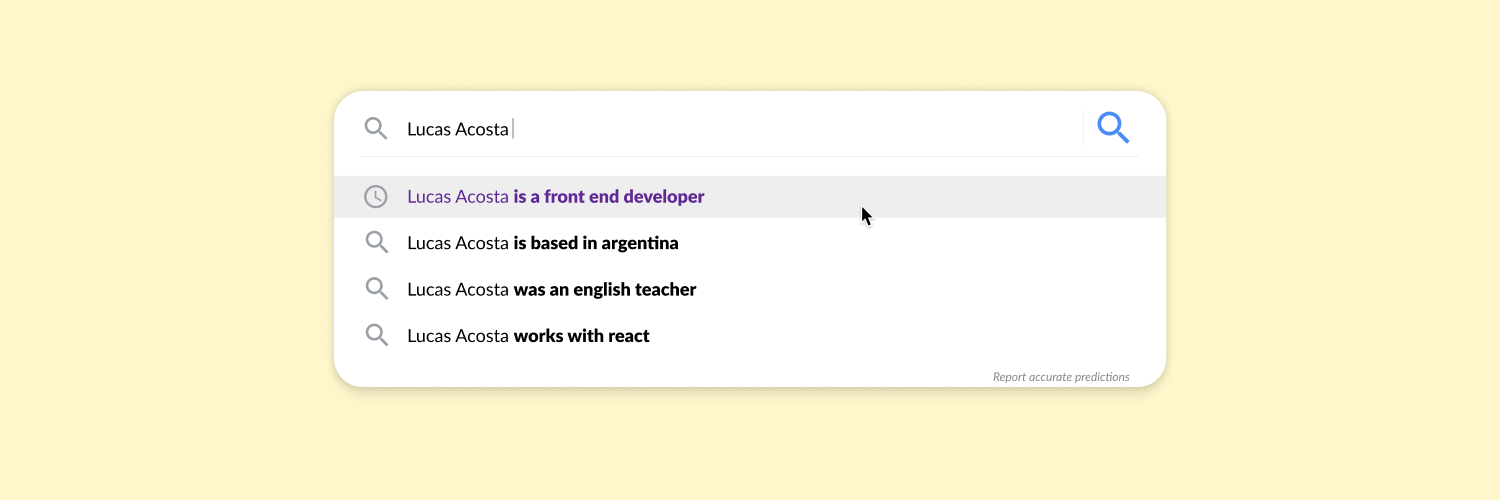 Lucas Acosta
Lucas Acosta is a front end developer
Lucas Acosta is based in argentina
Lucas Acosta was an english teacher
Lucas Acosta works with react
Report accurate predictions